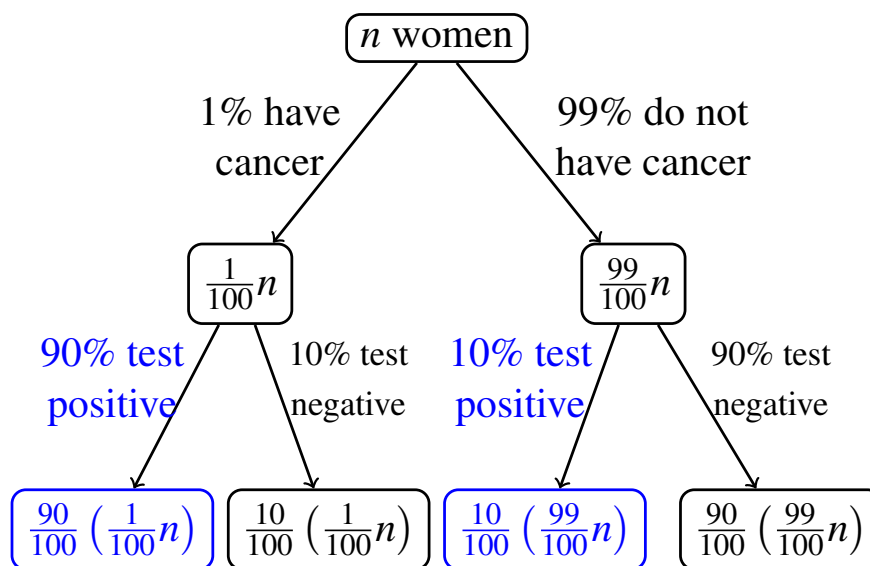 n women
1% have
cancer
99% do not
have cancer
1/100 n
99/100 n
90% test
positive
10% test
negative
10% test
positive
90% test
negative
90/100 (1/100 n)
10/100 (1/100 n)
10/100 (99/100 n)
90/100 (99/100 n)